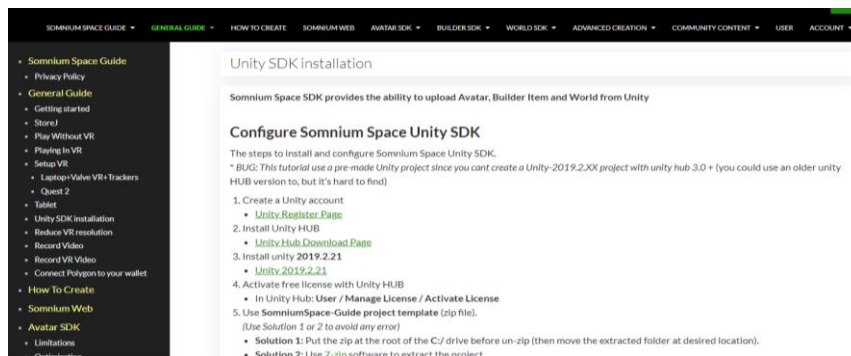 SOMNIUM SPACE GUIDE GENERAL GUIDE HOW TO CREATE SOMNIUM WEB AVATAR SDK BUILDER SDK WORLD SDK ADVANCED CREATION COMMUNITY CONTENT USER ACCOUNT
Somnium Space Guide
Privacy Policy
General Guide
Getting started
StoreJ
Play Without VR
Playing In VR
Setup VR
Laptop+Valve VR+Trackers
Quest 2
Tablet
Unity SDK installation
Reduce VR resolution
Record Video
Record VR Video
Connect Polygon to your wallet
How To Create
Somnium Web
Avatar SDK
Limitations
Unity SDK installation
Somnium Space SDK provides the ability to upload Avatar, Builder Item and World from Unity
Configure Somnium Space Unity SDK
The steps to install and configure Somnium Space Unity SDK.
* BUG: This tutorial use a pre-made Unity project since you cant create a Unity-2019.2.XX project with unity hub 3.0 + (you could use an older unity
HUB version to, but it's hard to find)
1. Create a Unity account
Unity Register Page
2. Install Unity HUB
Unity Hub Download Page
3. Install unity 2019.2.21
Unity 2019.2.21
4. Activate free license with Unity HUB
In Unity Hub: User / Manage License / Activate License
5. Use SomniumSpace-Guide project template (zip file).
(Use Solution 1 or 2 to avoid any error)
Solution 1: Put the zip at the root of the C:/ drive before un-zip (then move the extracted folder at desired location).
Solution 2: Use 7-zip software to extract the project